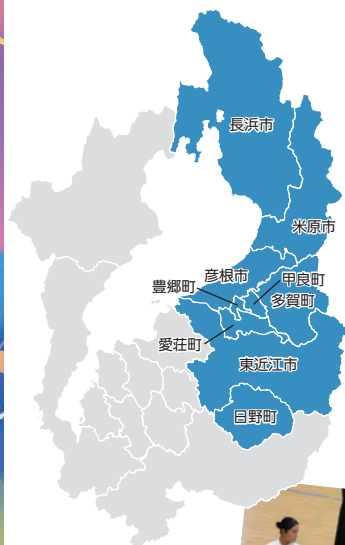 長浜市
米原市
彦根市
甲良町
豊郷町
多賀町
愛荘町
東近江市
日野町